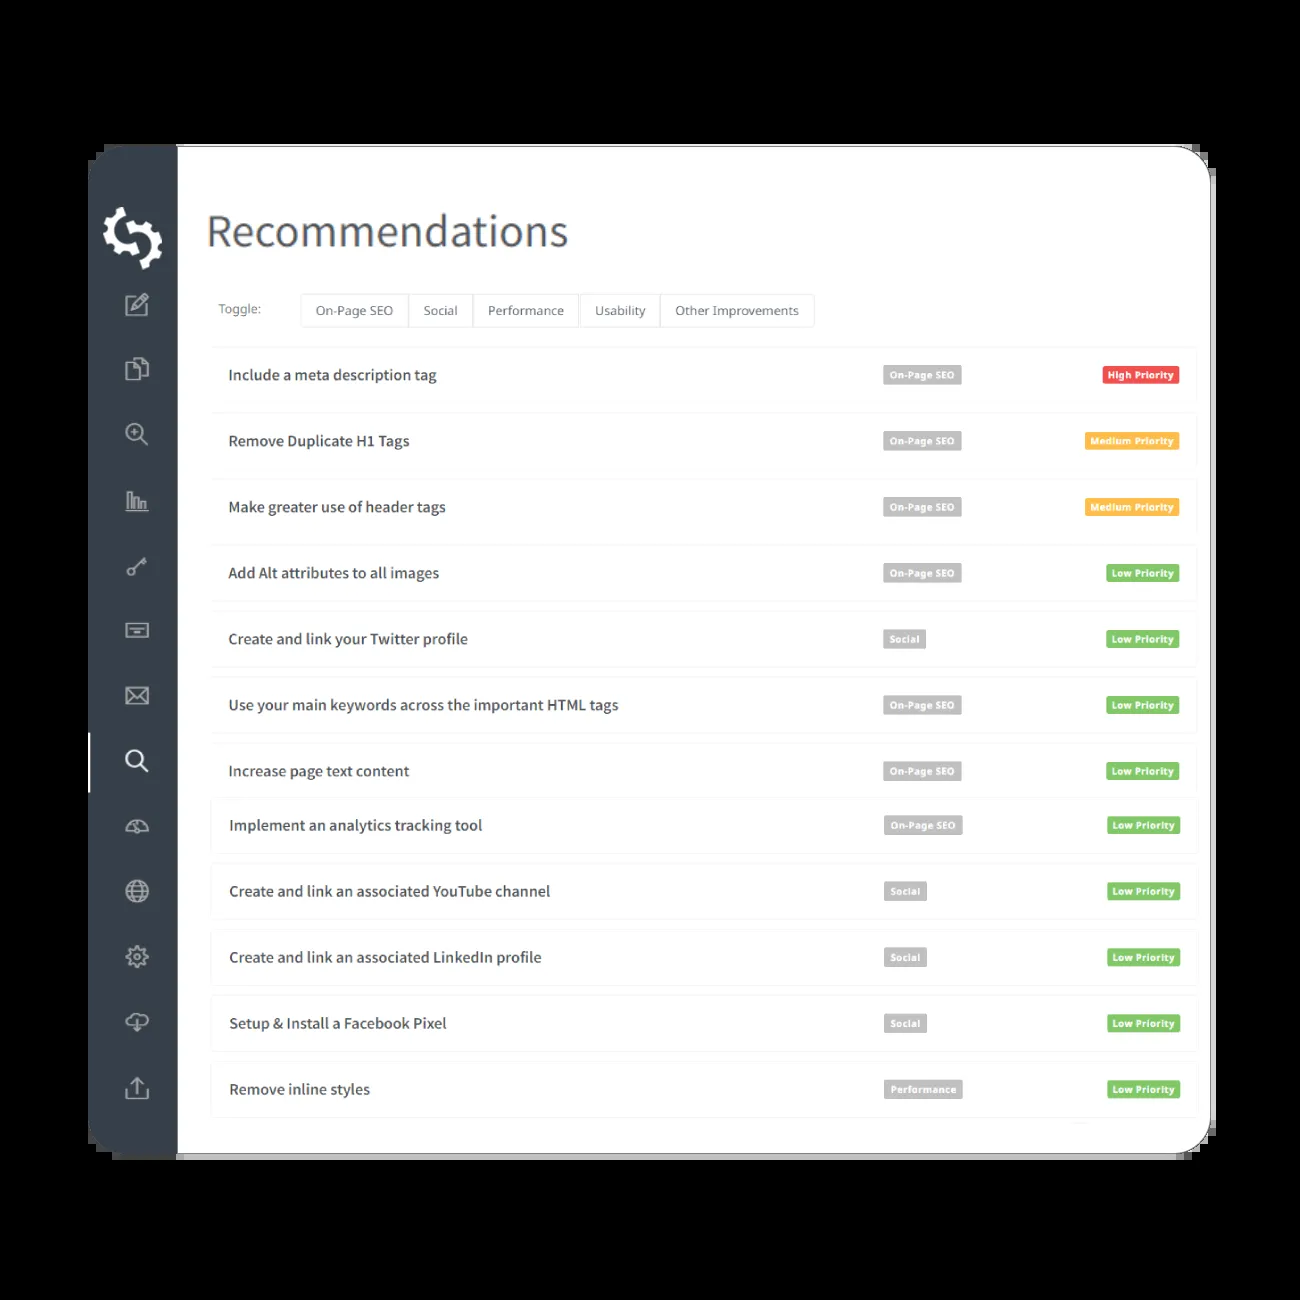 Recommendations
Toggle: On-Page SEO Social Performance Usability Other Improvements
Include a meta description tag On-Page SEO High Priority
Remove Duplicate H1 Tags On-Page SEO Medium Priority
Make greater use of header tags On-Page SEO Medium Priority
Add Alt attributes to all images On-Page SEO Low Priority
Create and link your Twitter profile Social Low Priority
Use your main keywords across the important HTML tags On-Page SEO Low Priority
Increase page text content On-Page SEO Low Priority
Implement an analytics tracking tool On-Page SEO Low Priority
Create and link an associated YouTube channel Social Low Priority
Create and link an associated LinkedIn profile Social Low Priority
Setup & Install a Facebook Pixel Social Low Priority
Remove inline styles Performance Low Priority